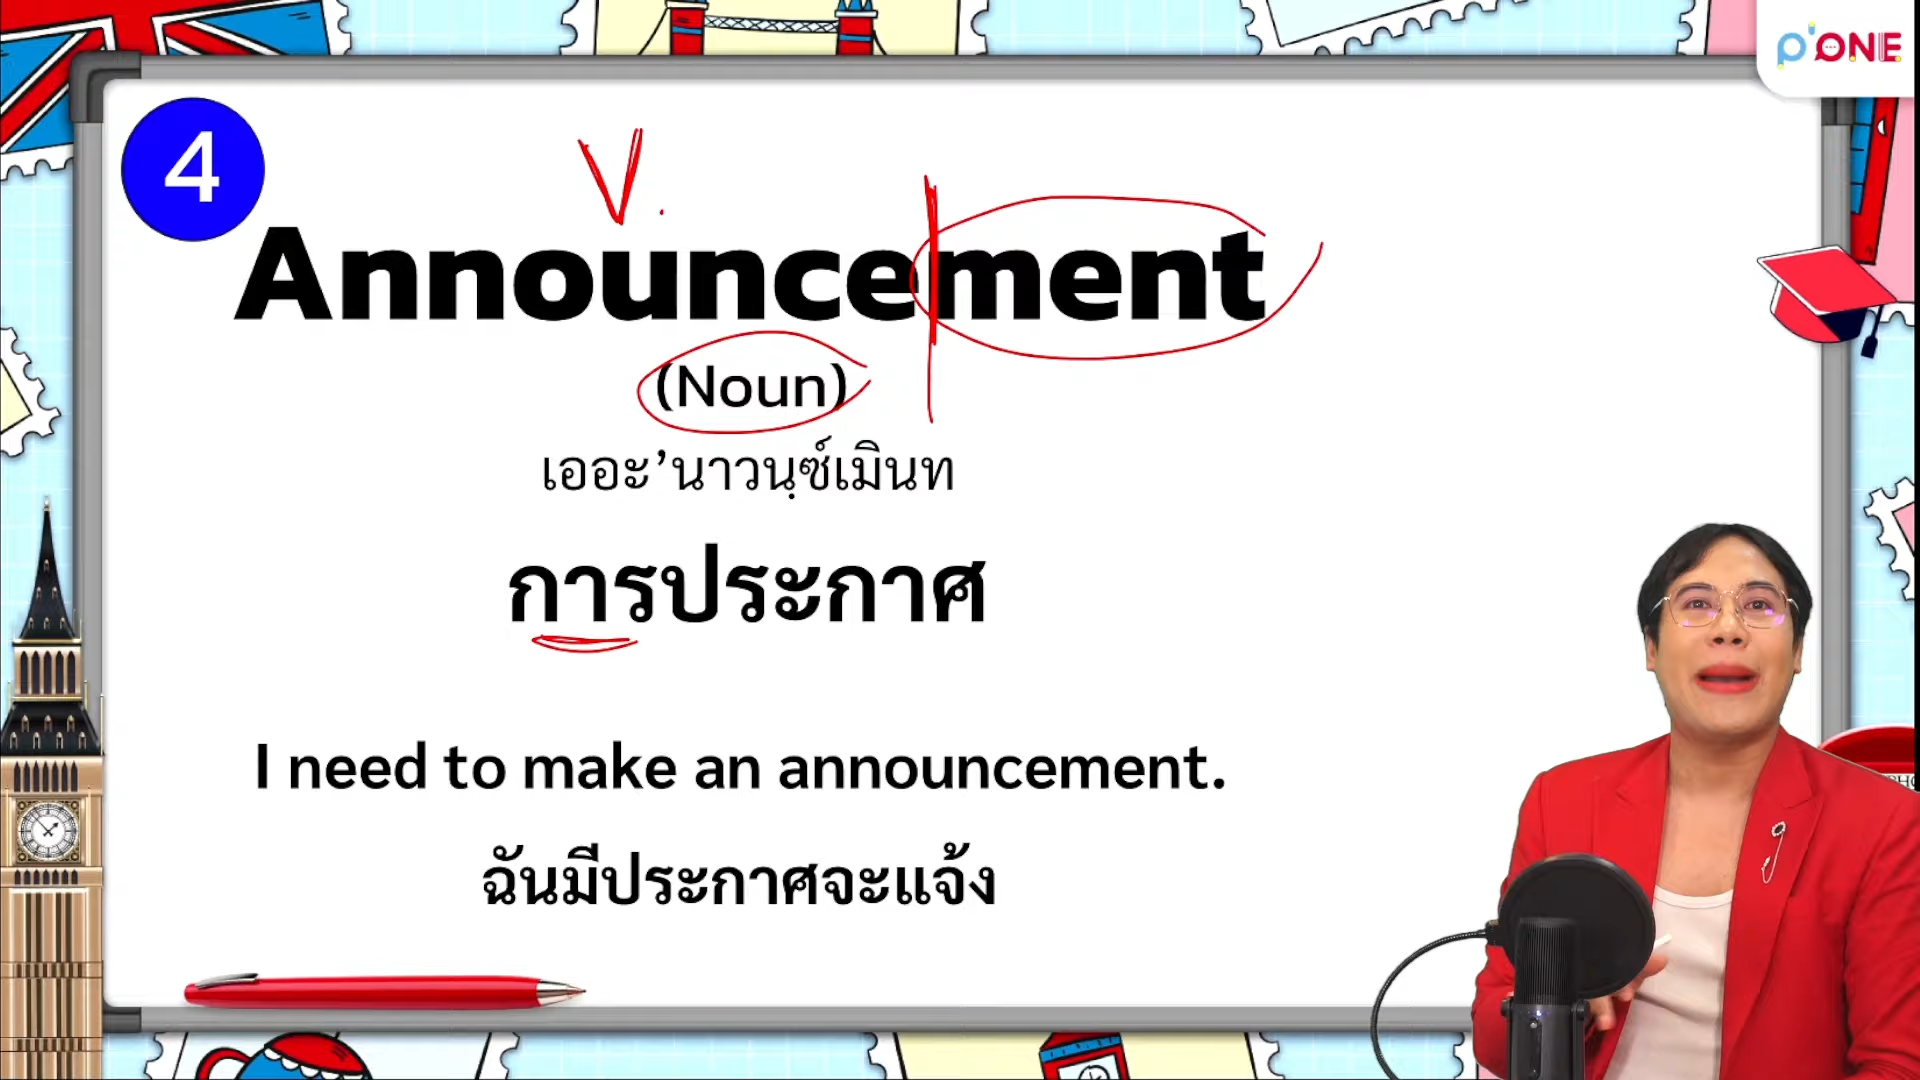 P'ONE
4
V.
Announcement
(Noun)
เออะ’นาวนฺซ์เมินท
การประกาศ
I need to make an announcement.
ฉันมีประกาศจะแจ้ง